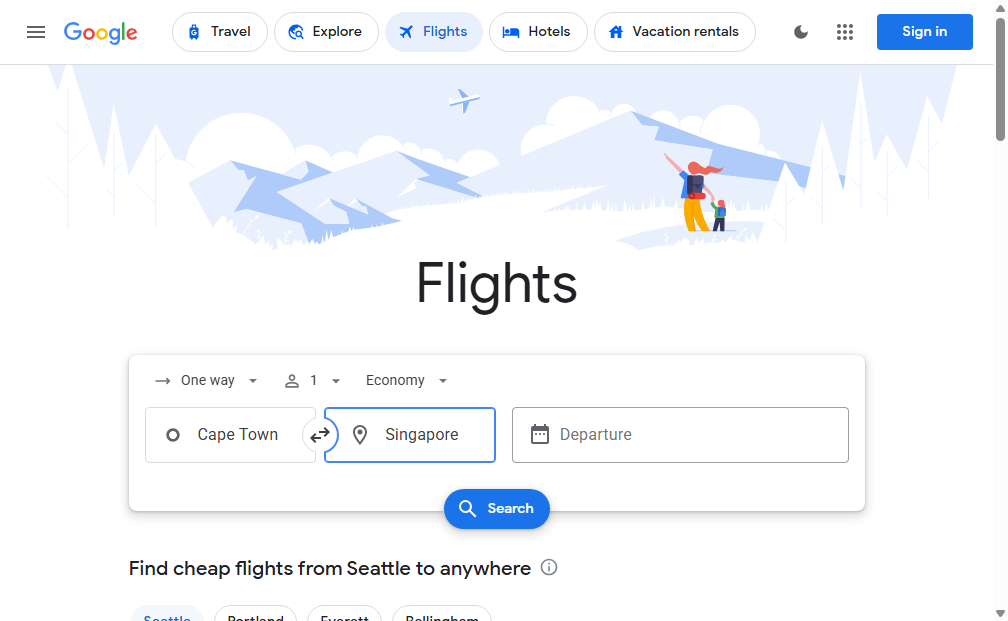 Google Travel Explore Flights Hotels Vacation rentals Sign in
Flights
One way 1 Economy
Cape Town Singapore Departure
Search
Find cheap flights from Seattle to anywhere
Seattle Portland Everett Bellingham